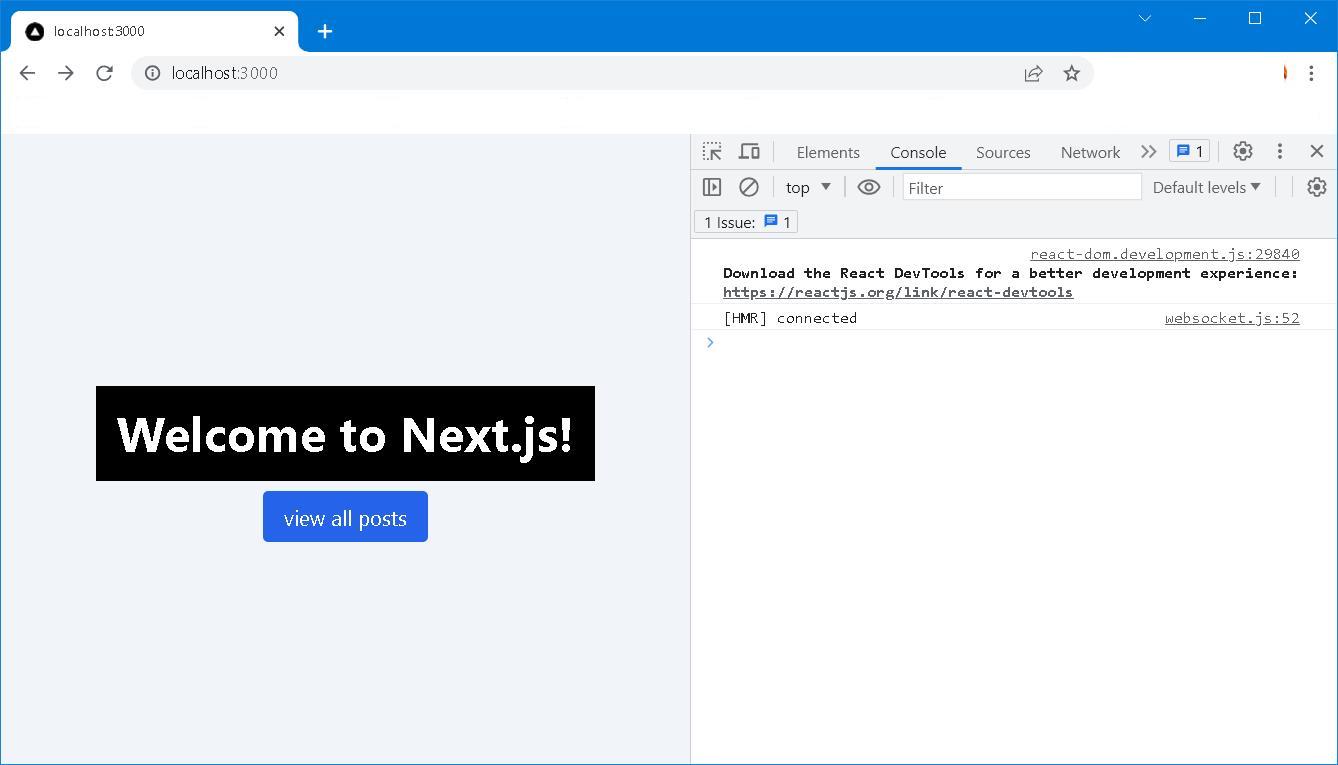 localhost:3000
localhost:3000
Elements Console Sources Network 1
top Filter Default levels
1 Issue: 1
react-dom.development.js:29840
Download the React DevTools for a better development experience:
https://reactjs.org/link/react-devtools
[HMR] connected websocket.js:52
Welcome to Next.js!
view all posts